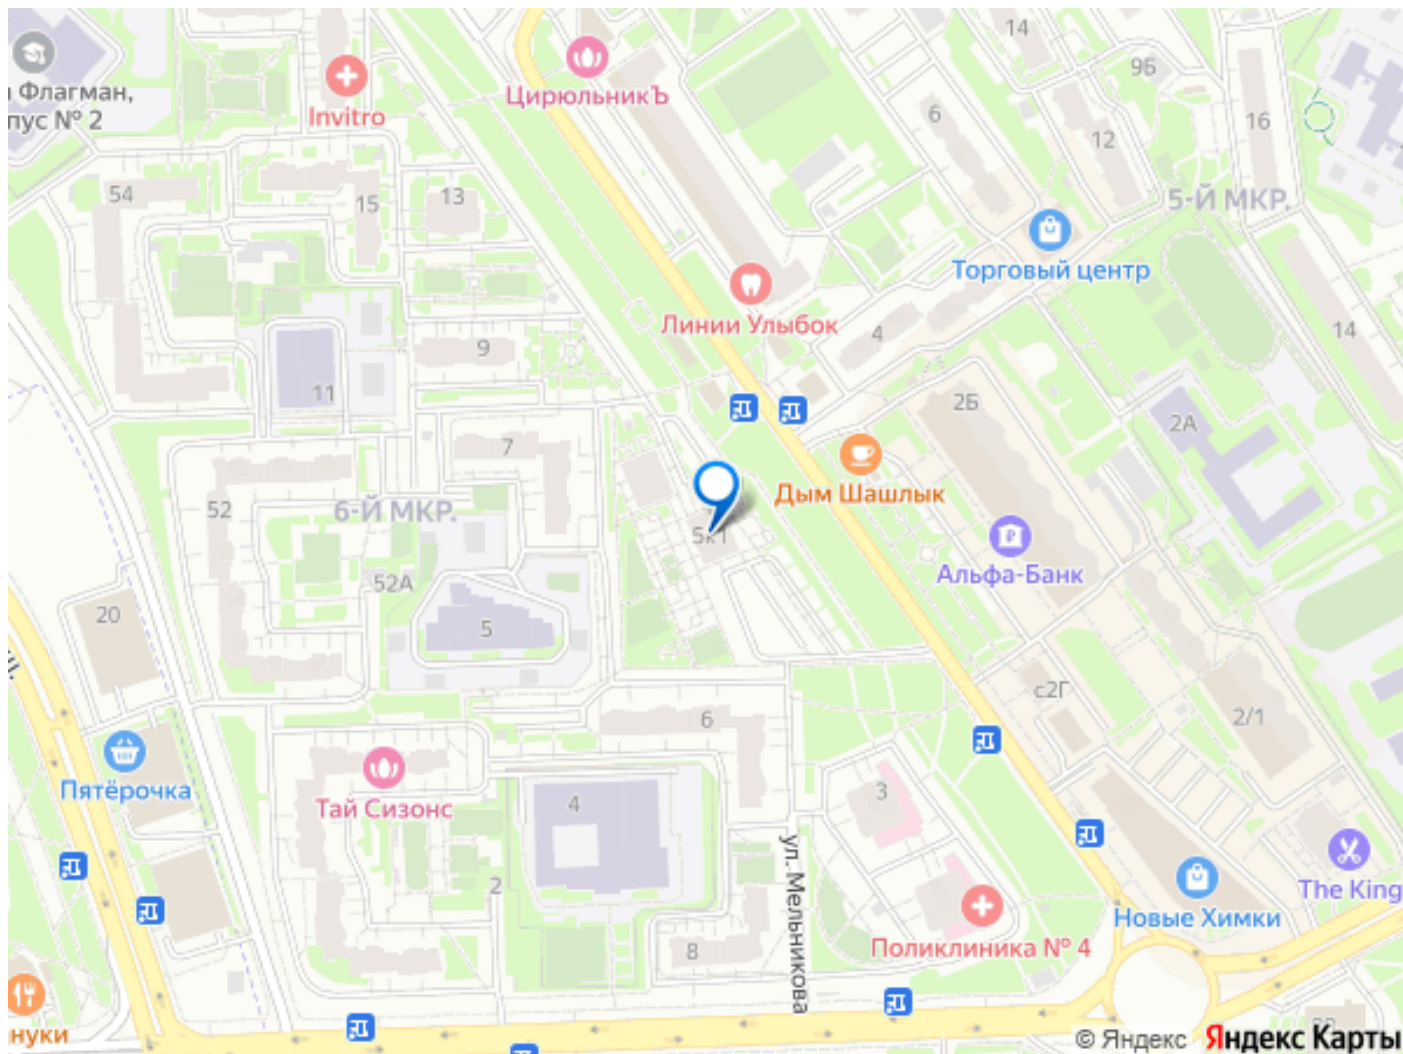 14
9Б
Флагман,
пус № 2
Invitro
ЦирюльникЪ
6
12
16
54
15
13
5-Й МКР.
Торговый центр
Линии Улыбок
4
14
9
11
2Б
2А
7
Дым Шашлык
52
6-Й МКР.
5к1
Альфа-Банк
52А
20
5
с2Г
2/1
6
Пятёрочка
Тай Сизонс
4
3
ул. Мельникова
2
The King
Новые Химки
8
Поликлиника № 4
нуки
© Яндекс Яндекс Карты